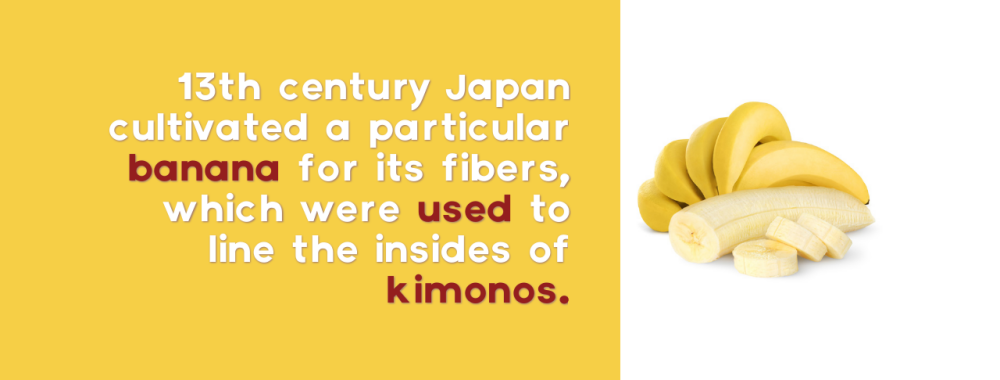 13th century Japan
cultivated a particular
banana for its fibers,
which were used to
line the insides of
kimonos.